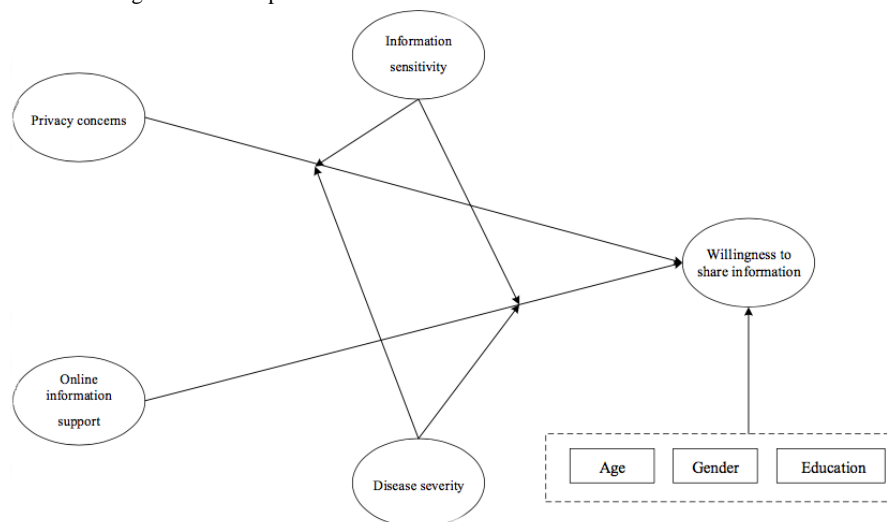 Information
sensitivity
Privacy concerns
Willingness to
share information
Online
information
support
Disease severity
Age
Gender
Education